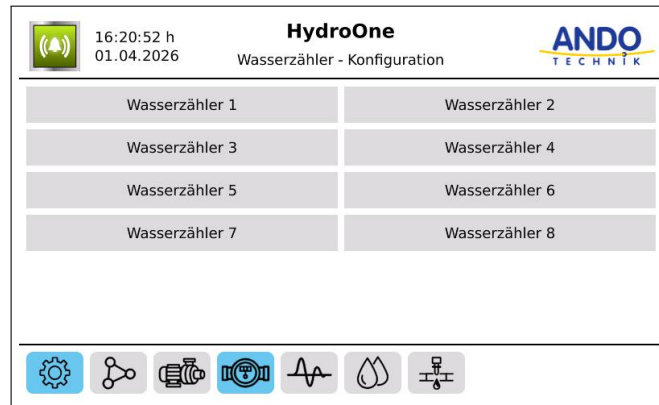 16:20:52 h
01.04.2026
HydroOne
Wasserzähler - Konfiguration
ANDO
TECHNIK
Wasserzähler 1
Wasserzähler 2
Wasserzähler 3
Wasserzähler 4
Wasserzähler 5
Wasserzähler 6
Wasserzähler 7
Wasserzähler 8